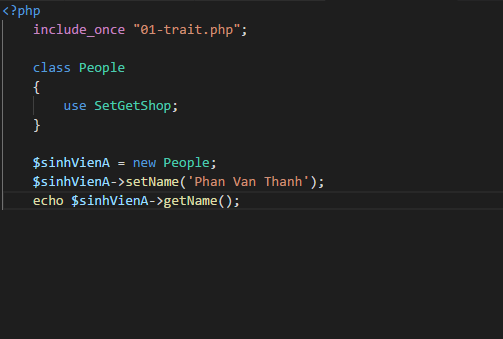 <?php
include_once "01-trait.php";
class People
{
use SetGetShop;
}
$sinhVienA = new People;
$sinhVienA->setName('Phan Van Thanh');
echo $sinhVienA->getName();